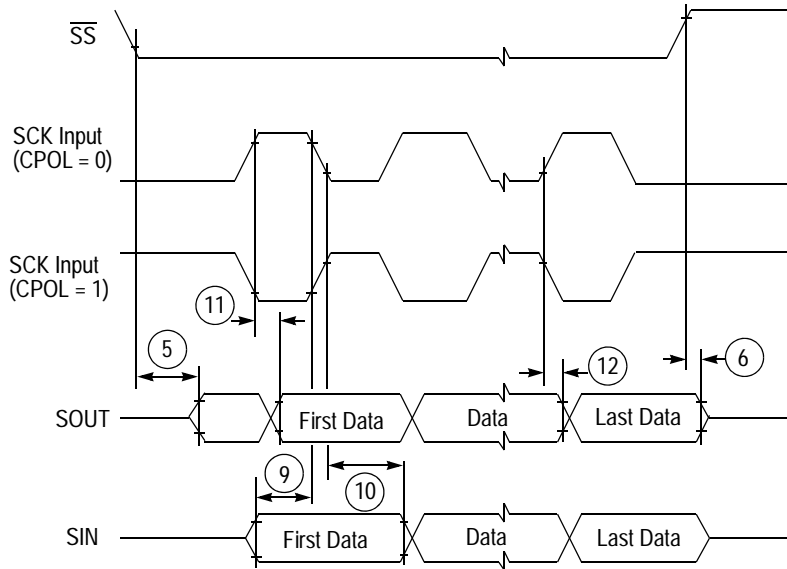 SS
SCK Input
(CPOL = 0)
SCK Input
(CPOL = 1)
11
5
12
6
SOUT
First Data
Data
Last Data
9
10
SIN
First Data
Data
Last Data